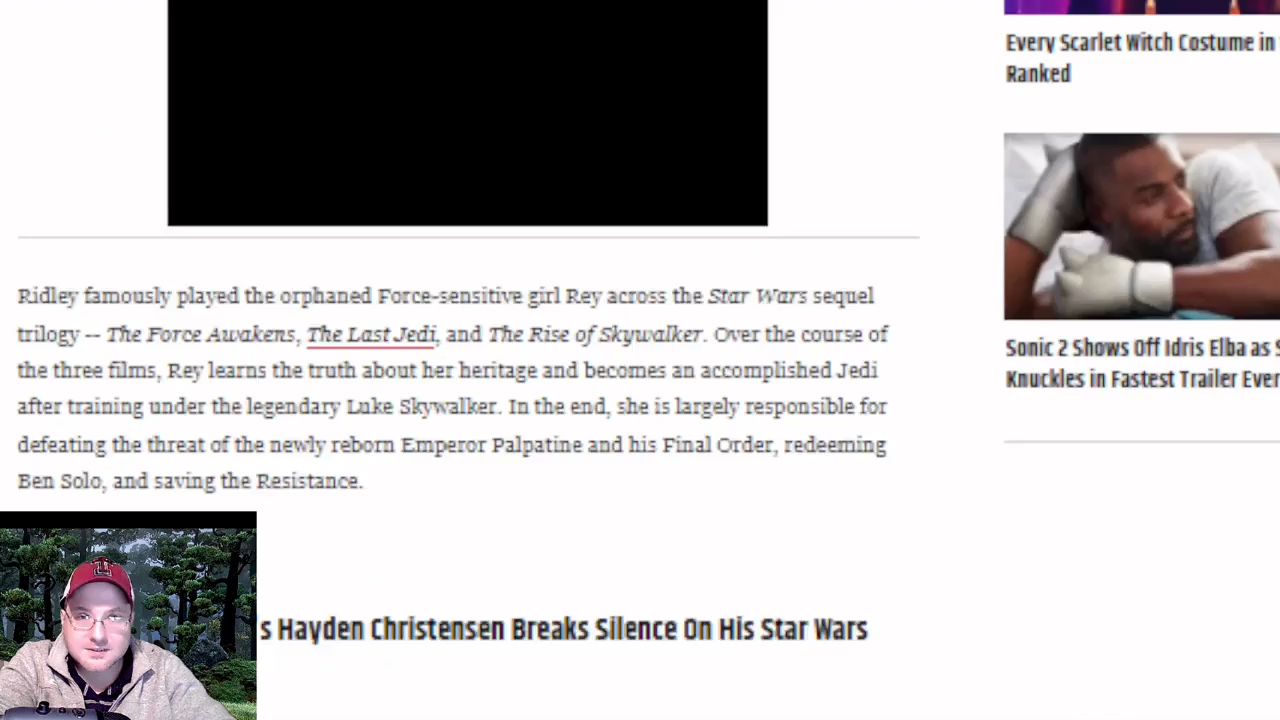 Every Scarlet Witch Costume in
Ranked
Ridley famously played the orphaned Force-sensitive girl Rey across the Star Wars sequel
trilogy -- The Force Awakens, The Last Jedi, and The Rise of Skywalker. Over the course of
the three films, Rey learns the truth about her heritage and becomes an accomplished Jedi
after training under the legendary Luke Skywalker. In the end, she is largely responsible for
defeating the threat of the newly reborn Emperor Palpatine and his Final Order, redeeming
Ben Solo, and saving the Resistance.
Sonic 2 Shows Off Idris Elba as
Knuckles in Fastest Trailer Ever
s Hayden Christensen Breaks Silence On His Star Wars